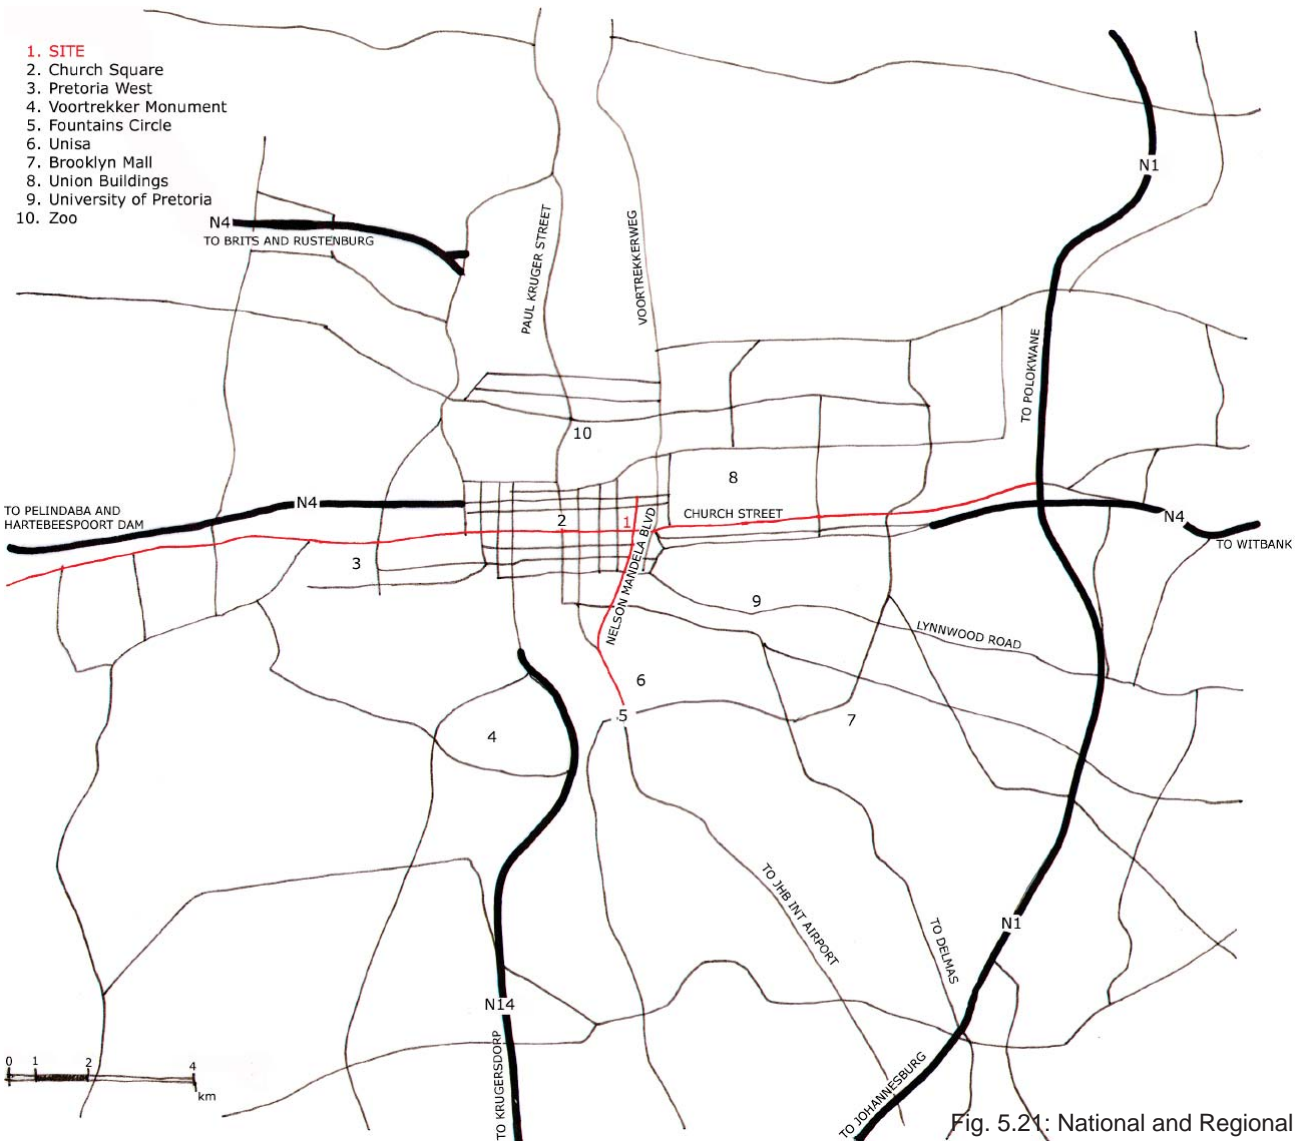 1. SITE
2. Church Square
3. Pretoria West
4. Voortrekker Monument
5. Fountains Circle
6. Unisa
7. Brooklyn Mall
8. Union Buildings
9. University of Pretoria
10. Zoo
N1
N4
TO BRITS AND RUSTENBURG
PAUL KRUGER STREET
VOORTREKKERWEG
TO POLOKWANE
10
8
N4
TO PELINDABA AND
HARTEBEESPOORT DAM
2
1
CHURCH STREET
N4
TO WITBANK
3
NELSON MANDELA BLVD
9
LYNNWOOD ROAD
6
5
7
4
TO JHB INT AIRPORT
TO DELMAS
N1
N14
TO KRUGERSDORP
TO JOHANNESBURG
0 1 2 4
km
Fig. 5.21: National and Regional